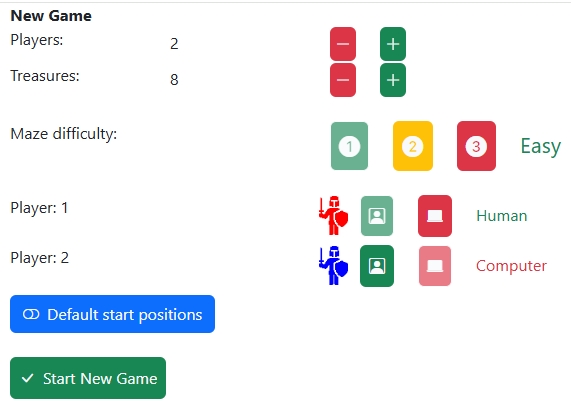 New Game
Players: 2
Treasures: 8
Maze difficulty: 1 2 3 Easy
Player: 1 Human
Player: 2 Computer
Default start positions
Start New Game